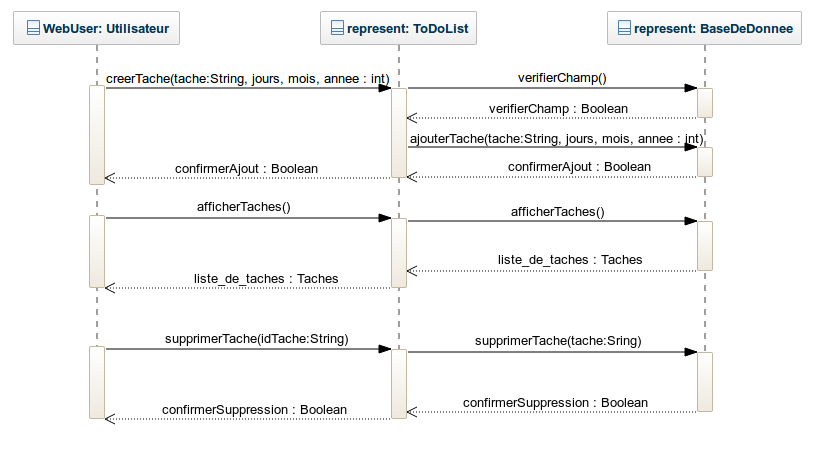 WebUser: Utilisateur
represent: ToDoList
represent: BaseDeDonnee
creerTache(tache:String, jours, mois, annee : int)
verifierChamp()
verifierChamp : Boolean
ajouterTache(tache:String, jours, mois, annee : int)
confirmerAjout : Boolean
confirmerAjout : Boolean
afficherTaches()
afficherTaches()
liste_de_taches : Taches
liste_de_taches : Taches
supprimerTache(idTache:String)
supprimerTache(tache:Sring)
confirmerSuppression : Boolean
confirmerSuppression : Boolean